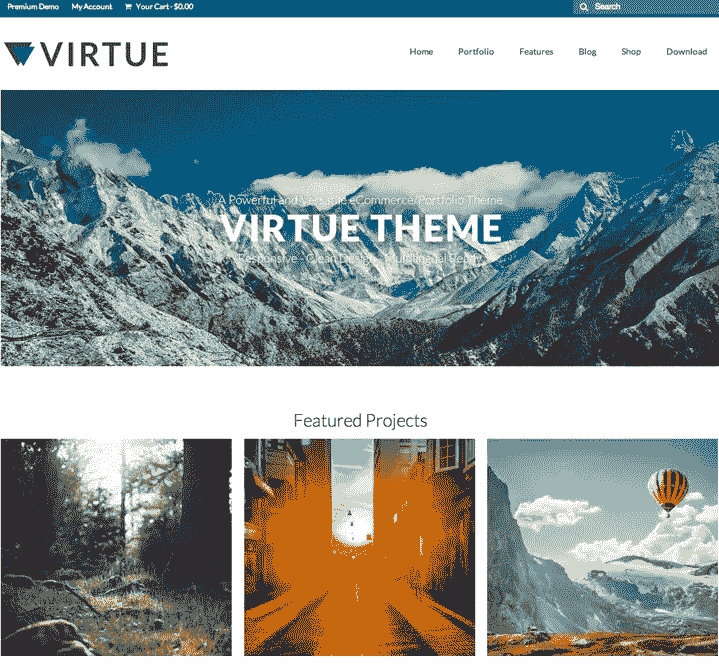 Premium Demo My Account Your Cart - $0.00 Search
VIRTUE
Home Portfolio Features Blog Shop Download
A Powerful and Versatile eCommerce/Portfolio Theme
VIRTUE THEME
Responsive - Clean Design - Multilingual Ready
Featured Projects